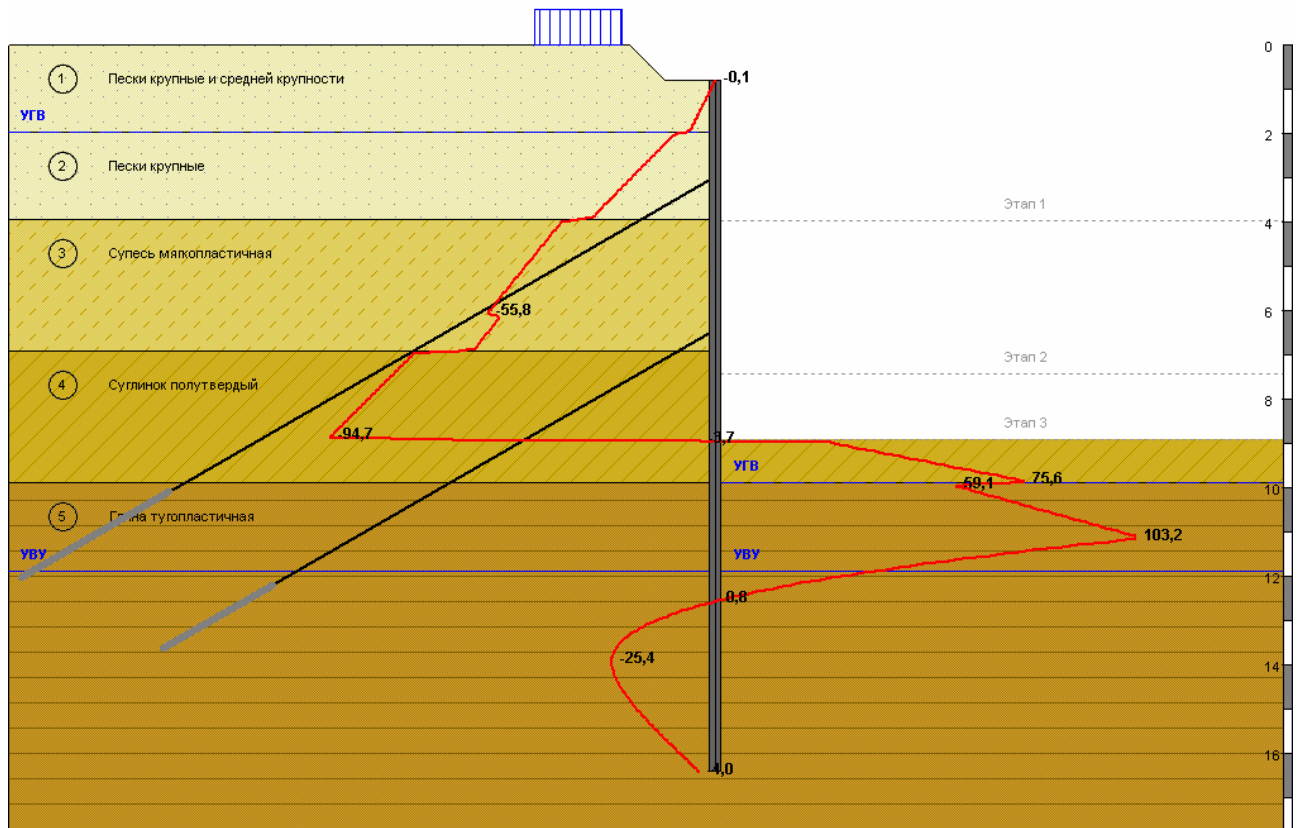 0
1
Пески крупные и средней крупности
-0,1
УГВ
2
2
Пески крупные
Этап 1
4
3
Супесь мягкопластичная
-55,8
6
Этап 2
4
Суглинок полутвердый
8
Этап 3
-94,7
УГВ
75,6
59,1
10
5
Глина тугопластичная
103,2
УВУ
УВУ
12
0,8
-25,4
14
16